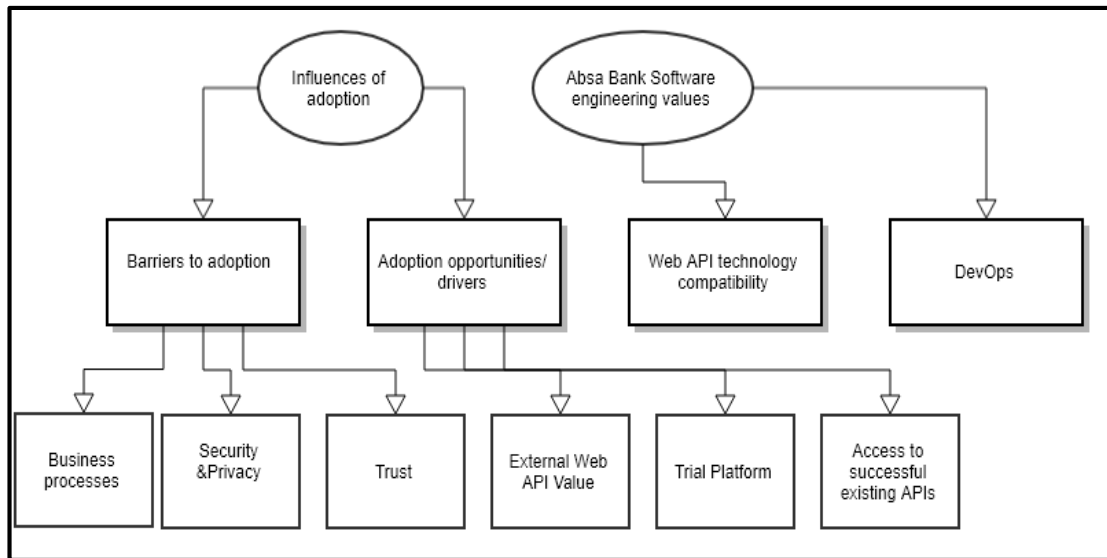 Influences of
adoption
Absa Bank Software
engineering values
Barriers to adoption
Adoption opportunities/
drivers
Web API technology
compatibility
DevOps
Business
processes
Security
&Privacy
Trust
External Web
API Value
Trial Platform
Access to
successful
existing APIs